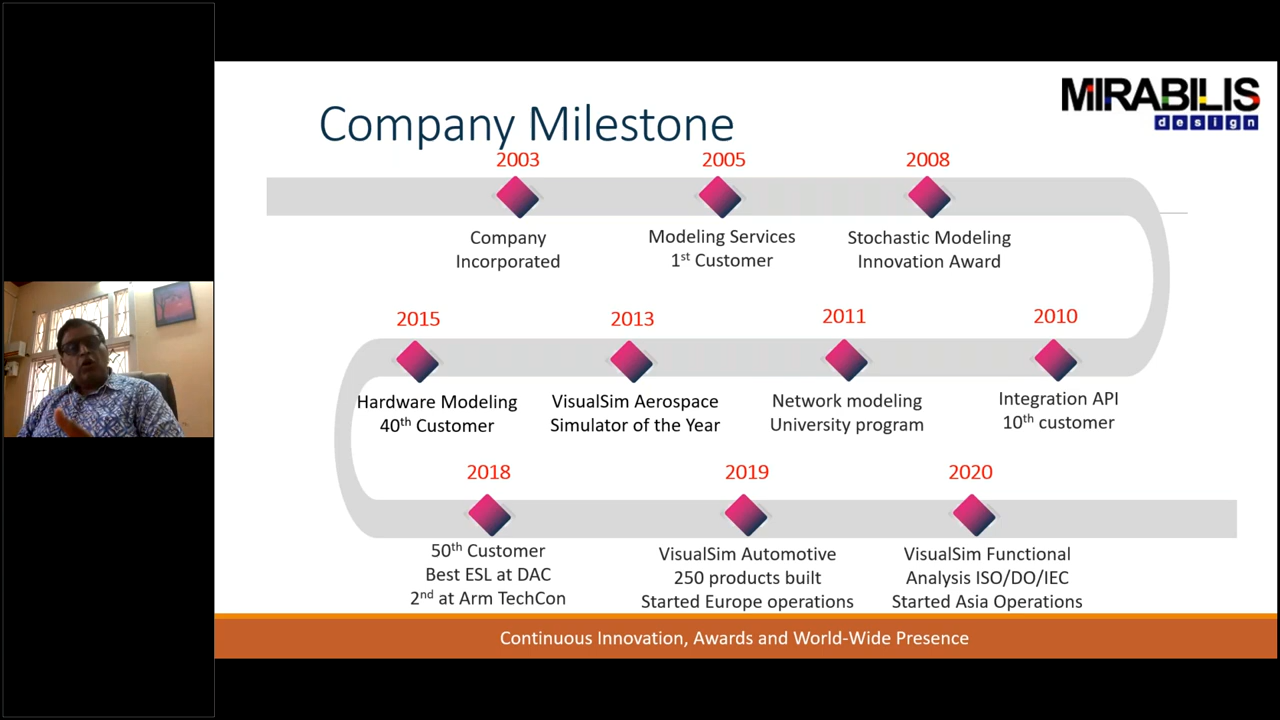 Company Milestone
MIRABILIS
design
2003
2005
2008
Company
Incorporated
Modeling Services
1st Customer
Stochastic Modeling
Innovation Award
2015
2013
2011
2010
Hardware Modeling
40th Customer
VisualSim Aerospace
Simulator of the Year
Network modeling
University program
Integration API
10th customer
2018
2019
2020
50th Customer
Best ESL at DAC
2nd at Arm TechCon
VisualSim Automotive
250 products built
Started Europe operations
VisualSim Functional
Analysis ISO/DO/IEC
Started Asia Operations
Continuous Innovation, Awards and World-Wide Presence